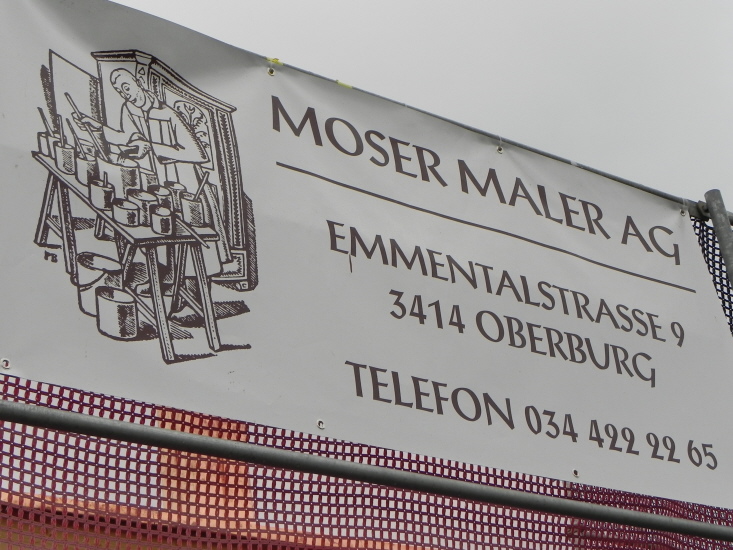 MOSER MALER AG
EMMENTALSTRASSE 9
3414 OBERBURG
TELEFON 034 422 22 65